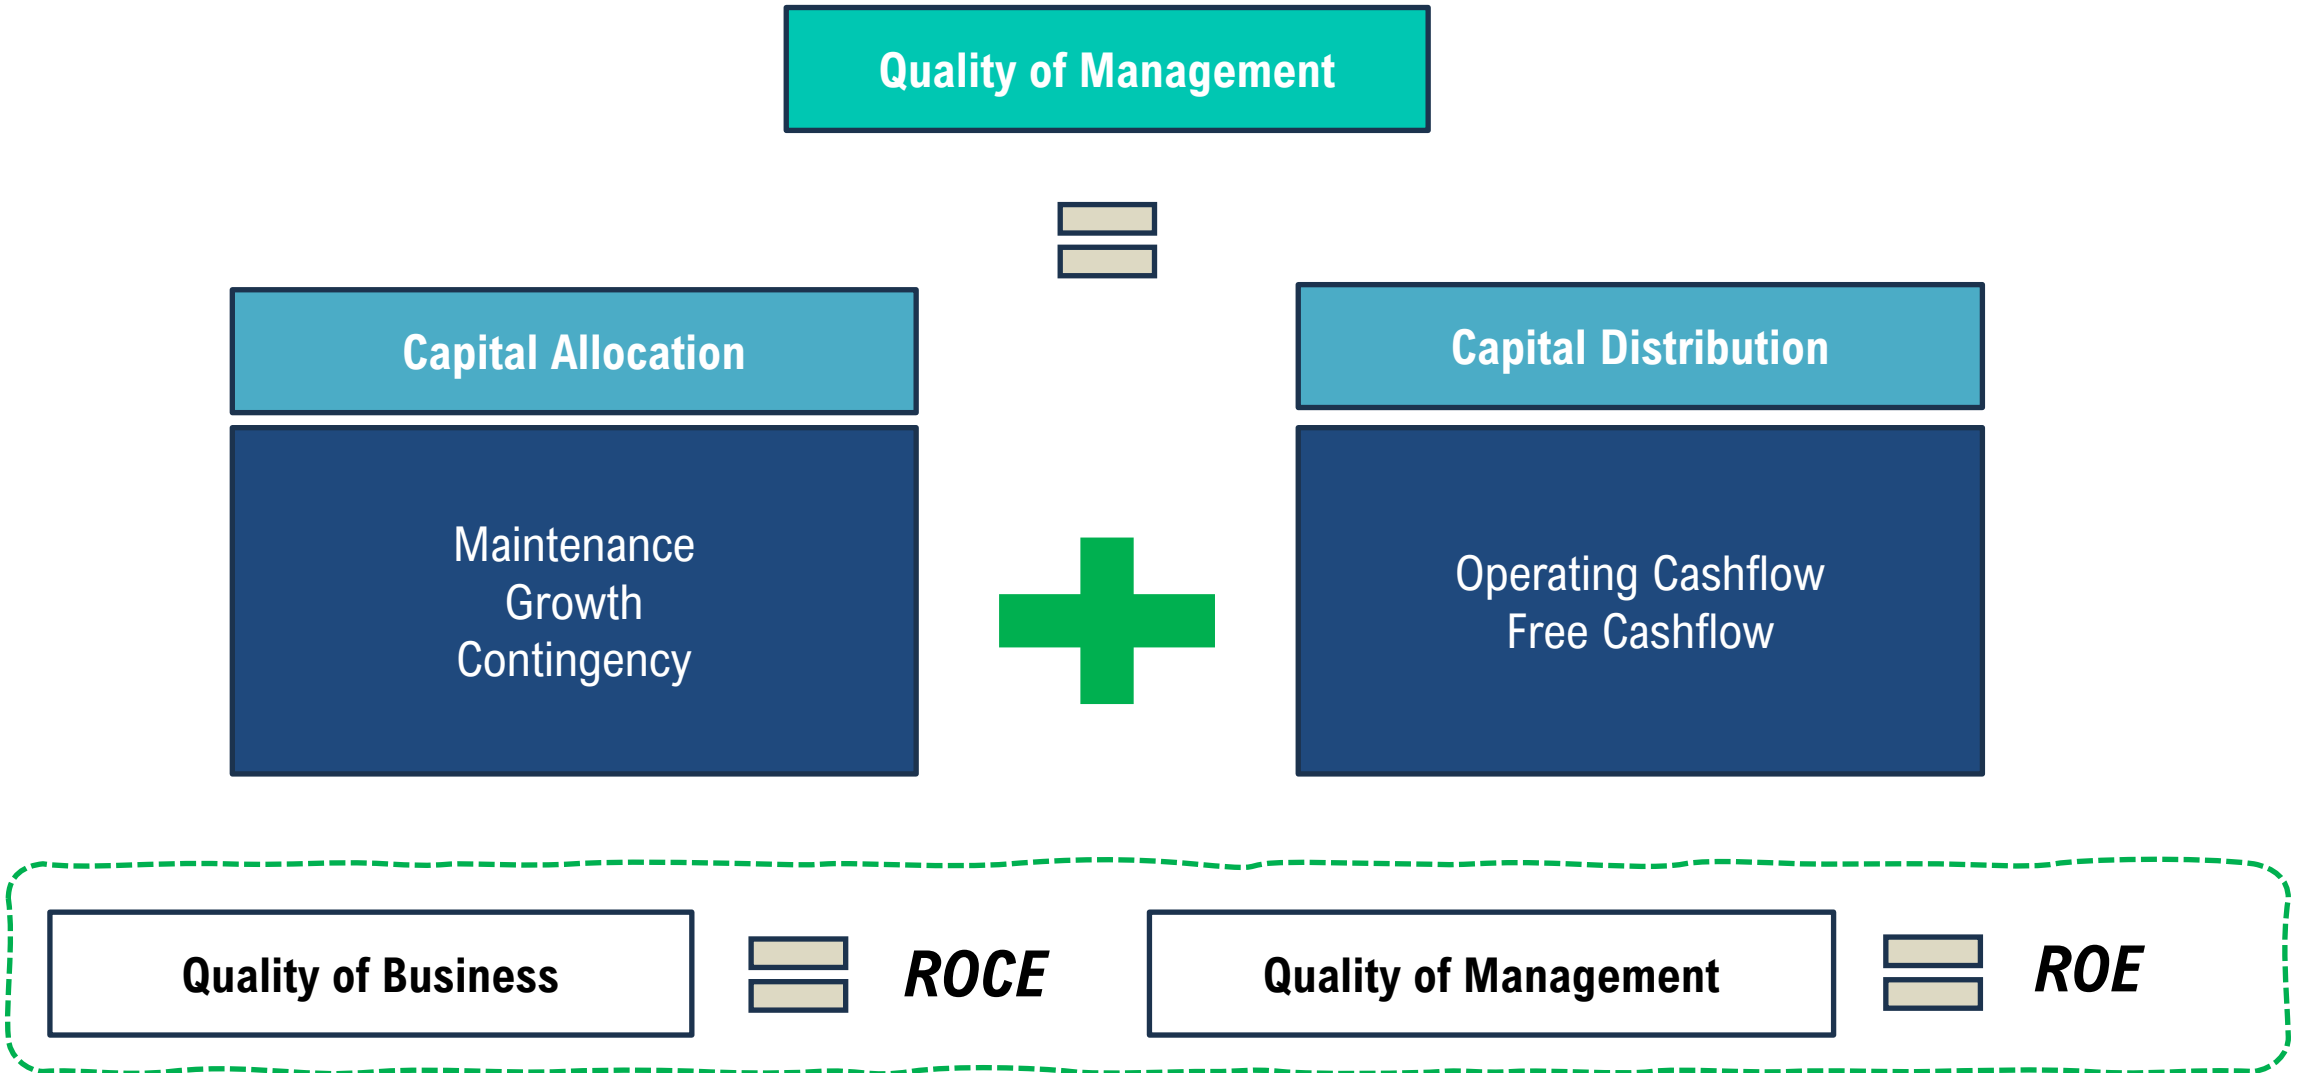 Quality of Management
Capital Allocation
Capital Distribution
Maintenance
Growth
Contingency
Operating Cashflow
Free Cashflow
Quality of Business
ROCE
Quality of Management
ROE